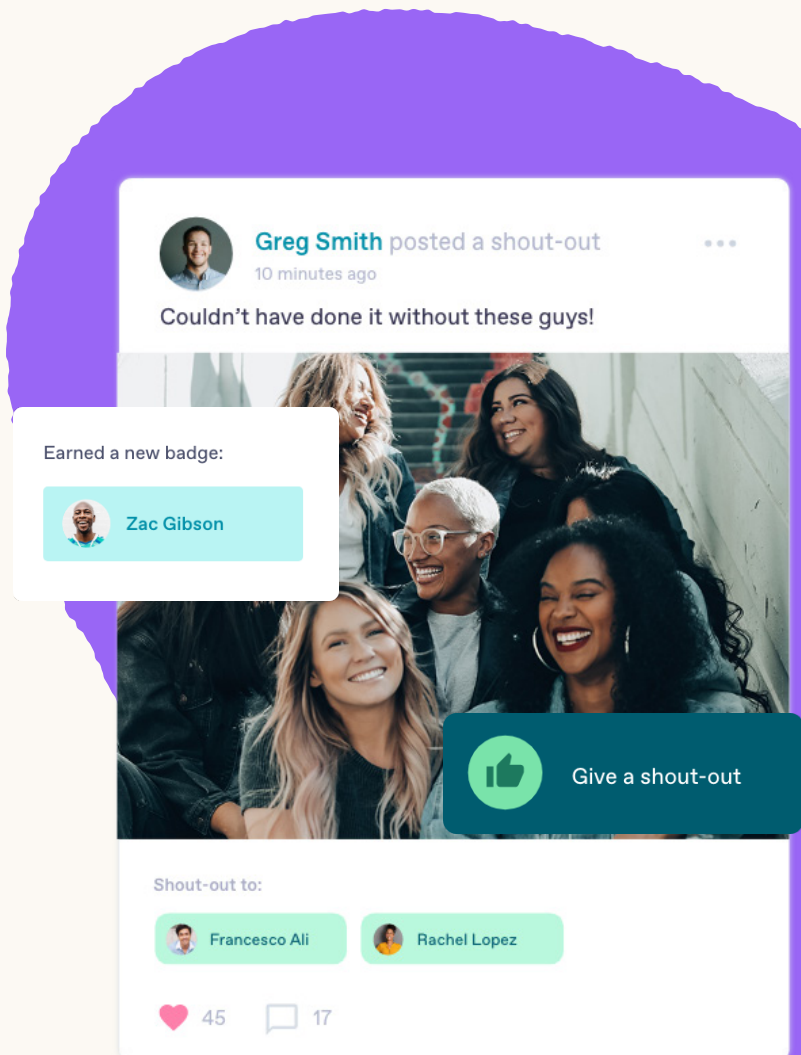 Greg Smith posted a shout-out
10 minutes ago
Couldn’t have done it without these guys!
Earned a new badge:
Zac Gibson
Give a shout-out
Shout-out to:
Francesco Ali
Rachel Lopez
45
17